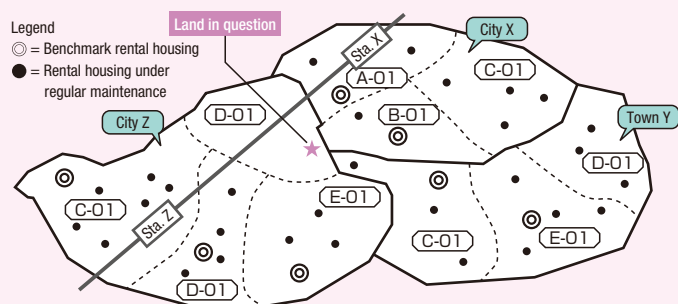 Legend
◎ = Benchmark rental housing
● = Rental housing under
regular maintenance
Land in question
City X
Sta. X
A-01
C-01
B-01
City Z
D-01
Town Y
D-01
C-01
Sta. Z
E-01
C-01
E-01
D-01